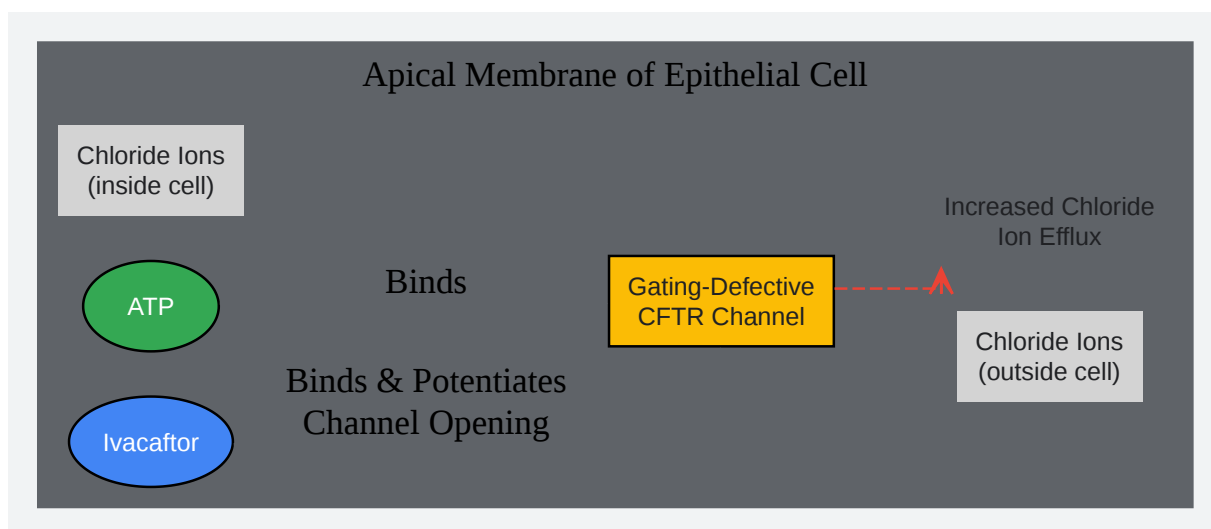 Apical Membrane of Epithelial Cell
Chloride Ions
(inside cell)
Increased Chloride
Ion Efflux
ATP
Binds
Gating-Defective
CFTR Channel
Chloride Ions
(outside cell)
Binds & Potentiates
Channel Opening
Ivacaftor